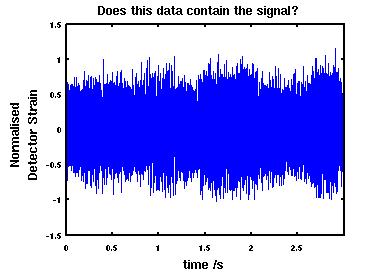 Does this data contain the signal?
1.5
1
0.5
0
-0.5
-1
-1.5
Normalised
Detector Strain
0 0.5 1 1.5 2 2.5
time /s